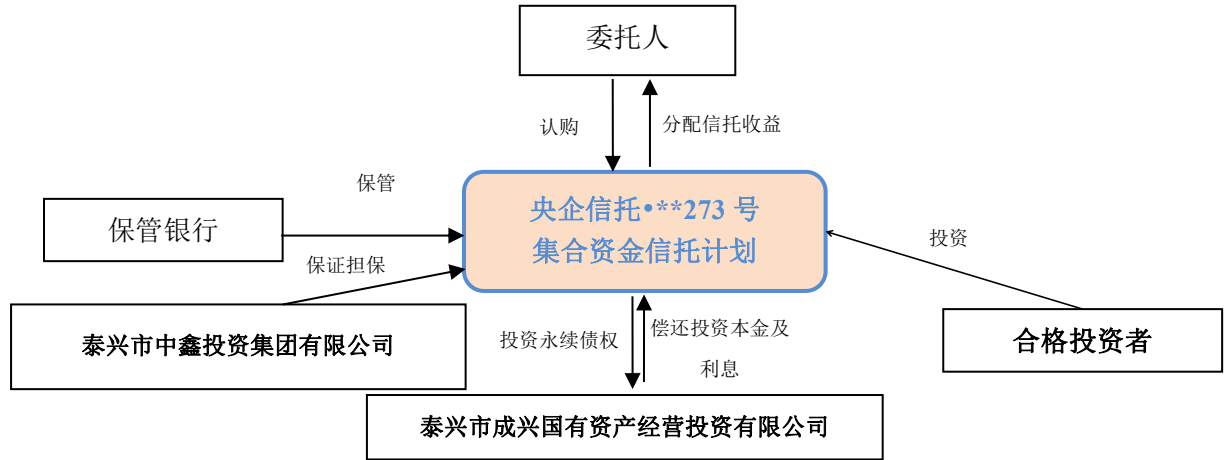 委托人
认购
分配信托收益
保管
保管银行
央企信托•**273 号
集合资金信托计划
投资
保证担保
泰兴市中鑫投资集团有限公司
合格投资者
投资永续债权
偿还投资本金及
利息
泰兴市成兴国有资产经营投资有限公司